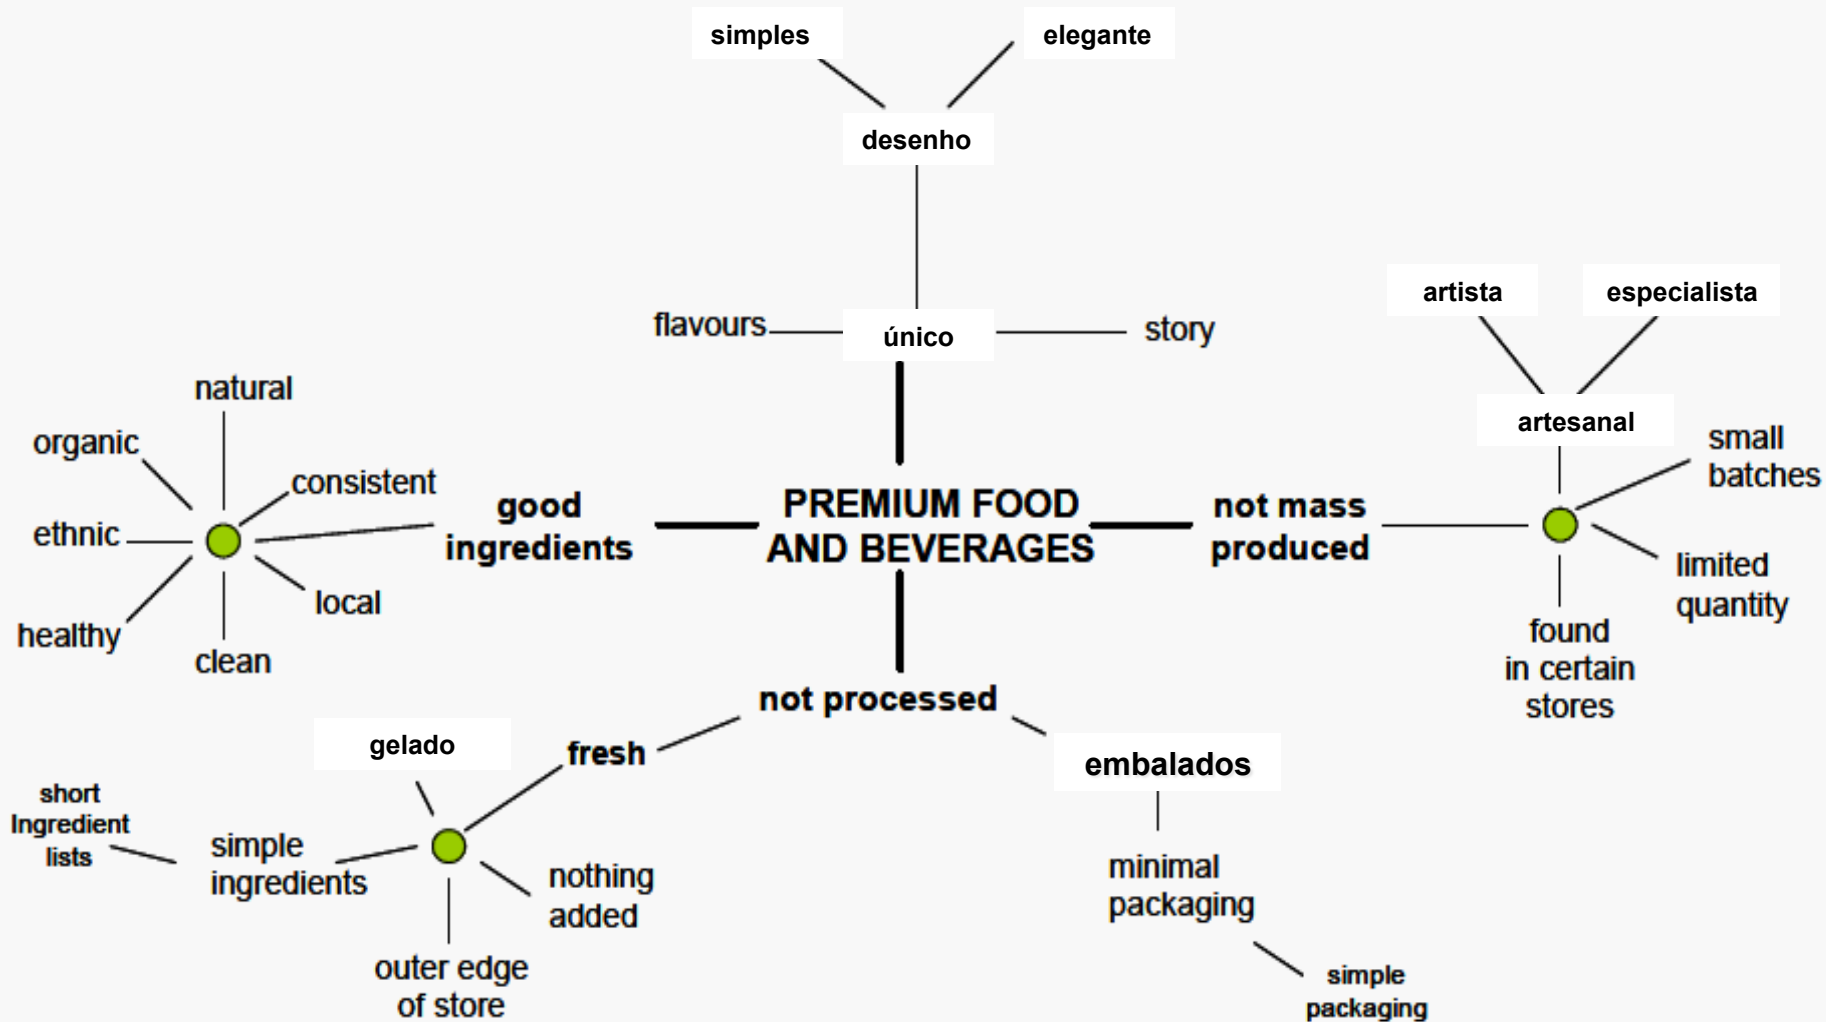 simples
elegante
desenho
artista
especialista
flavours
único
story
natural
artesanal
organic
small
batches
consistent
good
ingredients
PREMIUM FOOD
AND BEVERAGES
not mass
produced
ethnic
limited
quantity
local
healthy
clean
found
in certain
stores
not processed
gelado
fresh
embalados
short
Ingredient
lists
simple
ingredients
nothing
added
minimal
packaging
outer edge
of store
simple
packaging